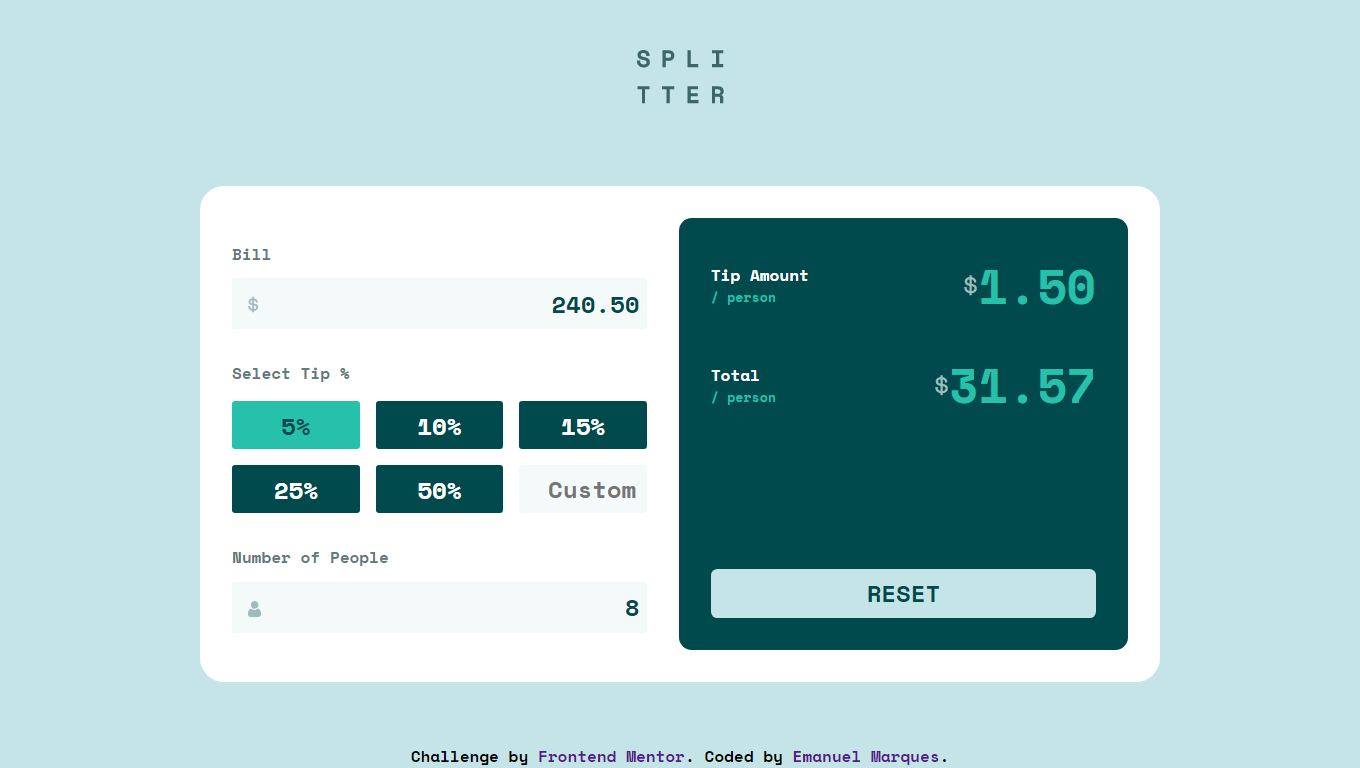 SPLI
TTER
Bill
$ 240.50
Select Tip %
5% 10% 15%
25% 50% Custom
Number of People
8
Tip Amount
/ person
$1.50
Total
/ person
$31.57
RESET
Challenge by Frontend Mentor. Coded by Emanuel Marques.